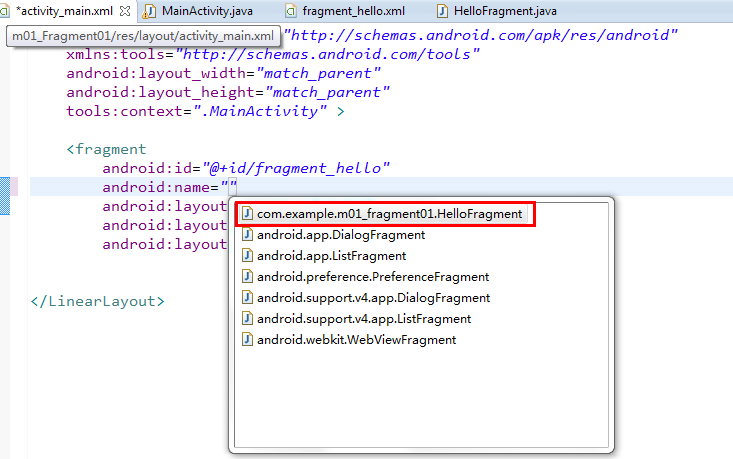 *activity_main.xml MainActivity.java fragment_hello.xml HelloFragment.java
m01_Fragment01/res/layout/activity_main.xml "http://schemas.android.com/apk/res/android"
xmlns:tools="http://schemas.android.com/tools"
android:layout_width="match_parent"
android:layout_height="match_parent"
tools:context=".MainActivity" >
<fragment
android:id="@+id/fragment_hello"
android:name=""
android:layout
android:layout
android:layout
com.example.m01_fragment01.HelloFragment
android.app.DialogFragment
android.app.ListFragment
android.preference.PreferenceFragment
android.support.v4.app.DialogFragment
android.support.v4.app.ListFragment
android.webkit.WebViewFragment
</LinearLayout>